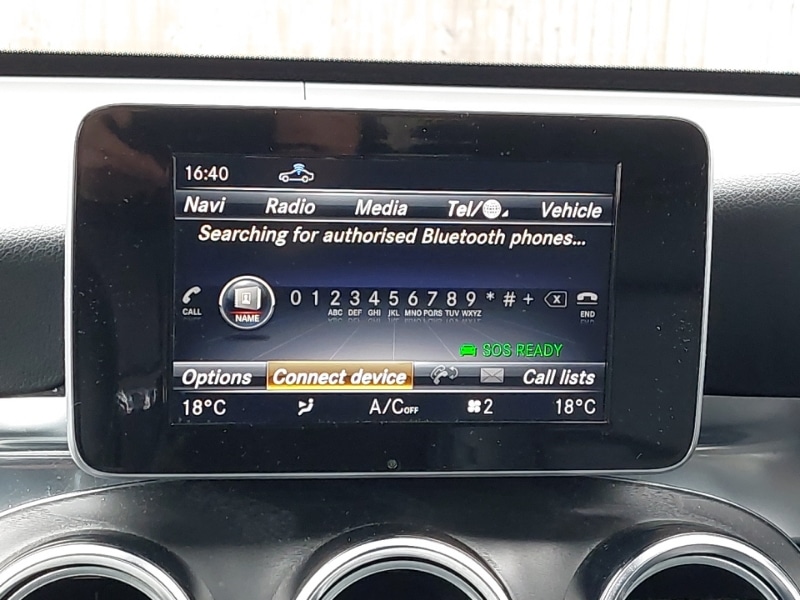 16:40
Navi Radio Media Tel/ Vehicle
Searching for authorised Bluetooth phones...
0 1 2 3 4 5 6 7 8 9 * # +
CALL NAME ABC DEF GHI JKL MNO PQRS TUV WXYZ END
SOS READY
Options Connect device Call lists
18°C A/C OFF 2 18°C